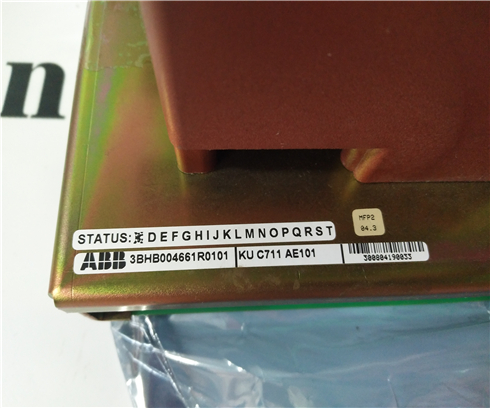 n
MFP2
04.3
STATUS: DEFGHIJKLMNOPQRST
ABB 3BHB004661R0101 KU C711 AE101
300804190033